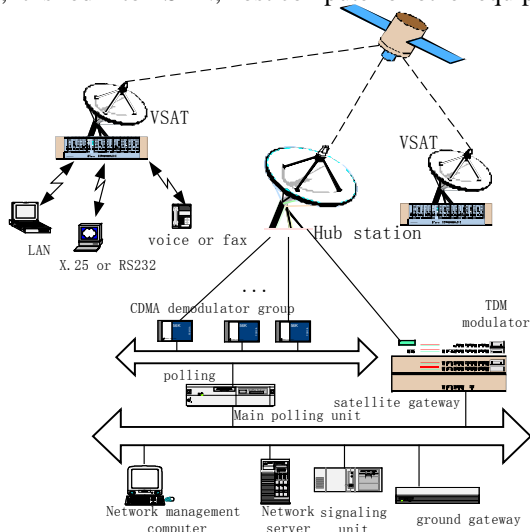 VSAT
VSAT
LAN
X.25 or RS232
voice or fax
Hub station
...
CDMA demodulator group
TDM
modulator
polling
Main polling unit
satellite gateway
Network management
computer
Network
server
signaling
unit
ground gateway